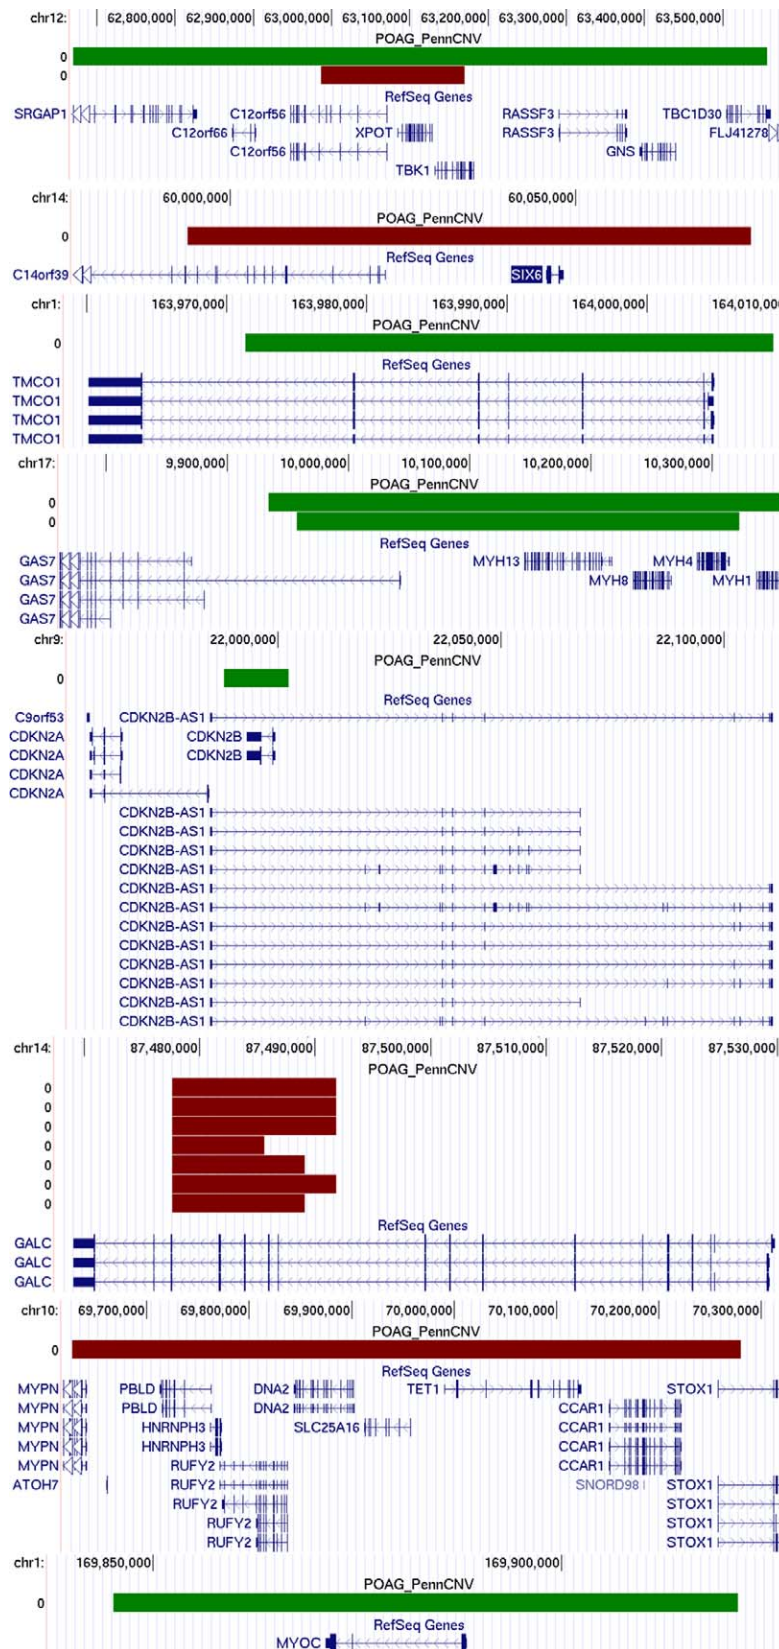 chr12: 62,800,000 62,900,000 63,000,000 63,100,000 63,200,000 63,300,000 63,400,000 63,500,000
POAG_PennCNV
0
0
RefSeq Genes
SRGAP1 C12orf56 RASSF3 TBC1D30
C12orf66 XPOT RASSF3 FLJ41278
C12orf56 GNS
TBK1
chr14: 60,000,000 60,050,000
POAG_PennCNV
0
RefSeq Genes
C14orf39 SIX6
chr1: 163,970,000 163,980,000 163,990,000 164,000,000 164,010,000
POAG_PennCNV
0
RefSeq Genes
TMCO1
TMCO1
TMCO1
TMCO1
chr17: 9,900,000 10,000,000 10,100,000 10,200,000 10,300,000
POAG_PennCNV
0
0
RefSeq Genes
GAS7 MYH13 MYH4
GAS7 MYH8 MYH1
GAS7
GAS7
chr9: 22,000,000 22,050,000 22,100,000
POAG_PennCNV
0
RefSeq Genes
C9orf53 CDKN2B-AS1
CDKN2A CDKN2B
CDKN2A CDKN2B
CDKN2A
CDKN2A
CDKN2B-AS1
CDKN2B-AS1
CDKN2B-AS1
CDKN2B-AS1
CDKN2B-AS1
CDKN2B-AS1
CDKN2B-AS1
CDKN2B-AS1
CDKN2B-AS1
CDKN2B-AS1
CDKN2B-AS1
CDKN2B-AS1
chr14: 87,480,000 87,490,000 87,500,000 87,510,000 87,520,000 87,530,000
POAG_PennCNV
0
0
0
0
0
0
0
RefSeq Genes
GALC
GALC
GALC
chr10: 69,700,000 69,800,000 69,900,000 70,000,000 70,100,000 70,200,000 70,300,000
POAG_PennCNV
0
RefSeq Genes
MYPN PBLD DNA2 TET1 STOX1
MYPN PBLD DNA2 CCAR1
MYPN HNRNPH3 SLC25A16 CCAR1
MYPN HNRNPH3 CCAR1
MYPN RUFY2 CCAR1
ATOH7 RUFY2 SNORD98 STOX1
RUFY2 STOX1
RUFY2 STOX1
RUFY2 STOX1
chr1: 169,850,000 169,900,000
POAG_PennCNV
0
RefSeq Genes
MYOC